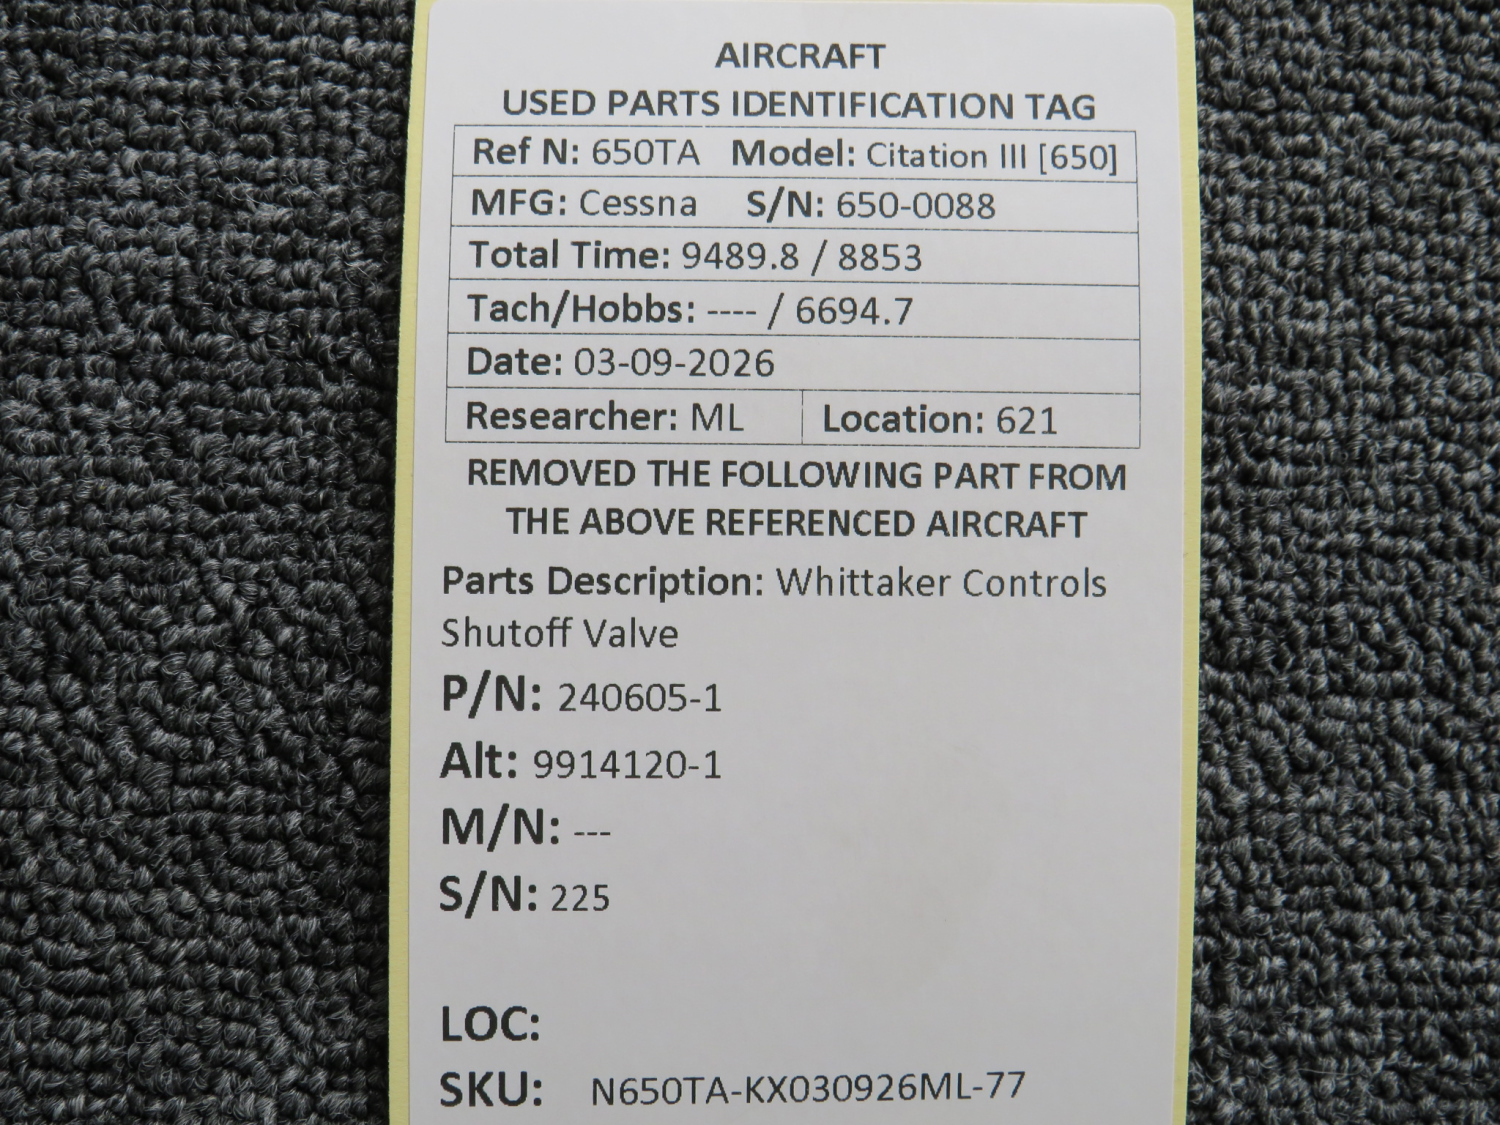 AIRCRAFT
USED PARTS IDENTIFICATION TAG
Ref N: 650TA Model: Citation III [650]
MFG: Cessna S/N: 650-0088
Total Time: 9489.8 / 8853
Tach/Hobbs: ---- / 6694.7
Date: 03-09-2026
Researcher: ML Location: 621
REMOVED THE FOLLOWING PART FROM
THE ABOVE REFERENCED AIRCRAFT
Parts Description: Whittaker Controls
Shutoff Valve
P/N: 240605-1
Alt: 9914120-1
M/N: ---
S/N: 225
LOC:
SKU: N650TA-KX030926ML-77